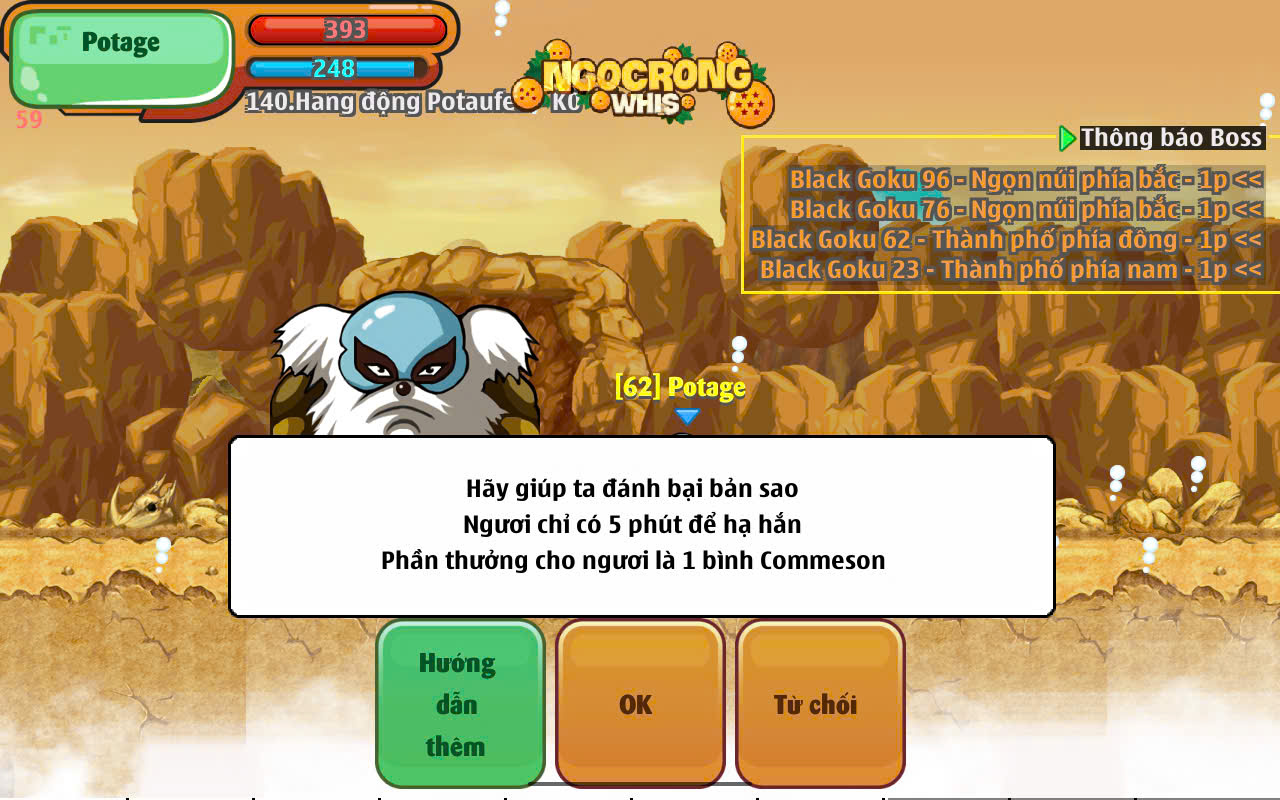 Potage
393
248
59
140.Hang động Potaufe
NGOCRONG
WHIS
Thông báo Boss
Black Goku 96 - Ngọn núi phía bắc - 1p <<
Black Goku 76 - Ngọn núi phía bắc - 1p <<
Black Goku 62 - Thành phố phía đông - 1p <<
Black Goku 23 - Thành phố phía nam - 1p <<
[62] Potage
Hãy giúp ta đánh bại bản sao
Ngươi chỉ có 5 phút để hạ hắn
Phần thưởng cho ngươi là 1 bình Commeson
Hướng
dẫn
thêm
OK
Từ chối